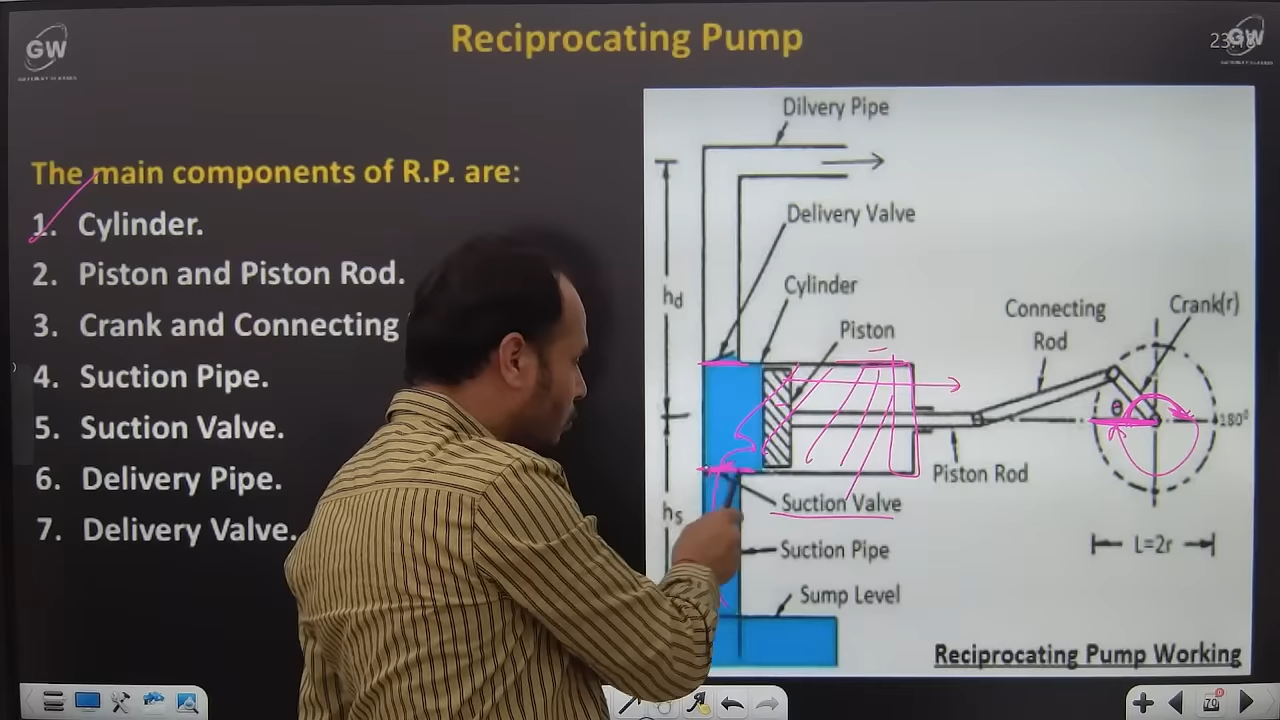 GW
Reciprocating Pump
GW
The main components of R.P. are:
1. Cylinder.
2. Piston and Piston Rod.
3. Crank and Connecting
4. Suction Pipe.
5. Suction Valve.
6. Delivery Pipe.
7. Delivery Valve.
Dilvery Pipe
Delivery Valve
hd
Cylinder
Piston
Connecting
Rod
Crank(r)
θ
180°
Piston Rod
hs
Suction Valve
Suction Pipe
L=2r
Sump Level
Reciprocating Pump Working
70